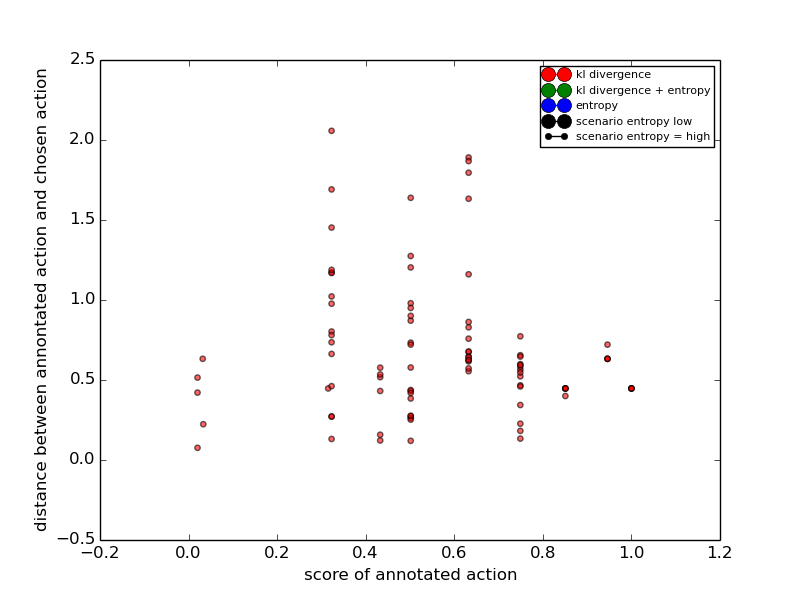 2.5
2.0
1.5
1.0
0.5
0.0
−0.5
−0.2
0.0
0.2
0.4
0.6
0.8
1.0
1.2
score of annotated action
distance between annontated action and chosen action
kl divergence
kl divergence + entropy
entropy
scenario entropy low
scenario entropy = high